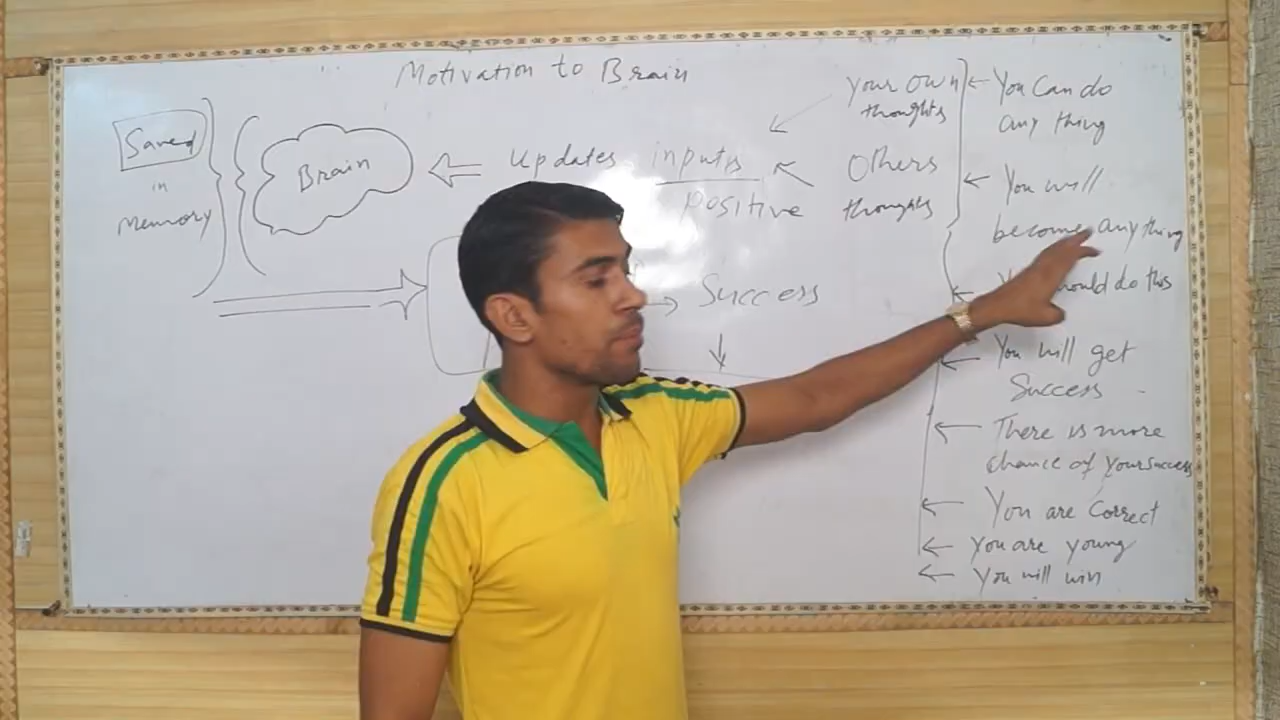 Motivation to Brain
Saved
in
Memory
Brain
Updates
inputs
positive
Success
Your own
thoughts
Others
thoughts
You Can do
any thing
You will
become anything
should do this
You will get
Success
There is more
chance of your success
You are correct
You are young
You will win